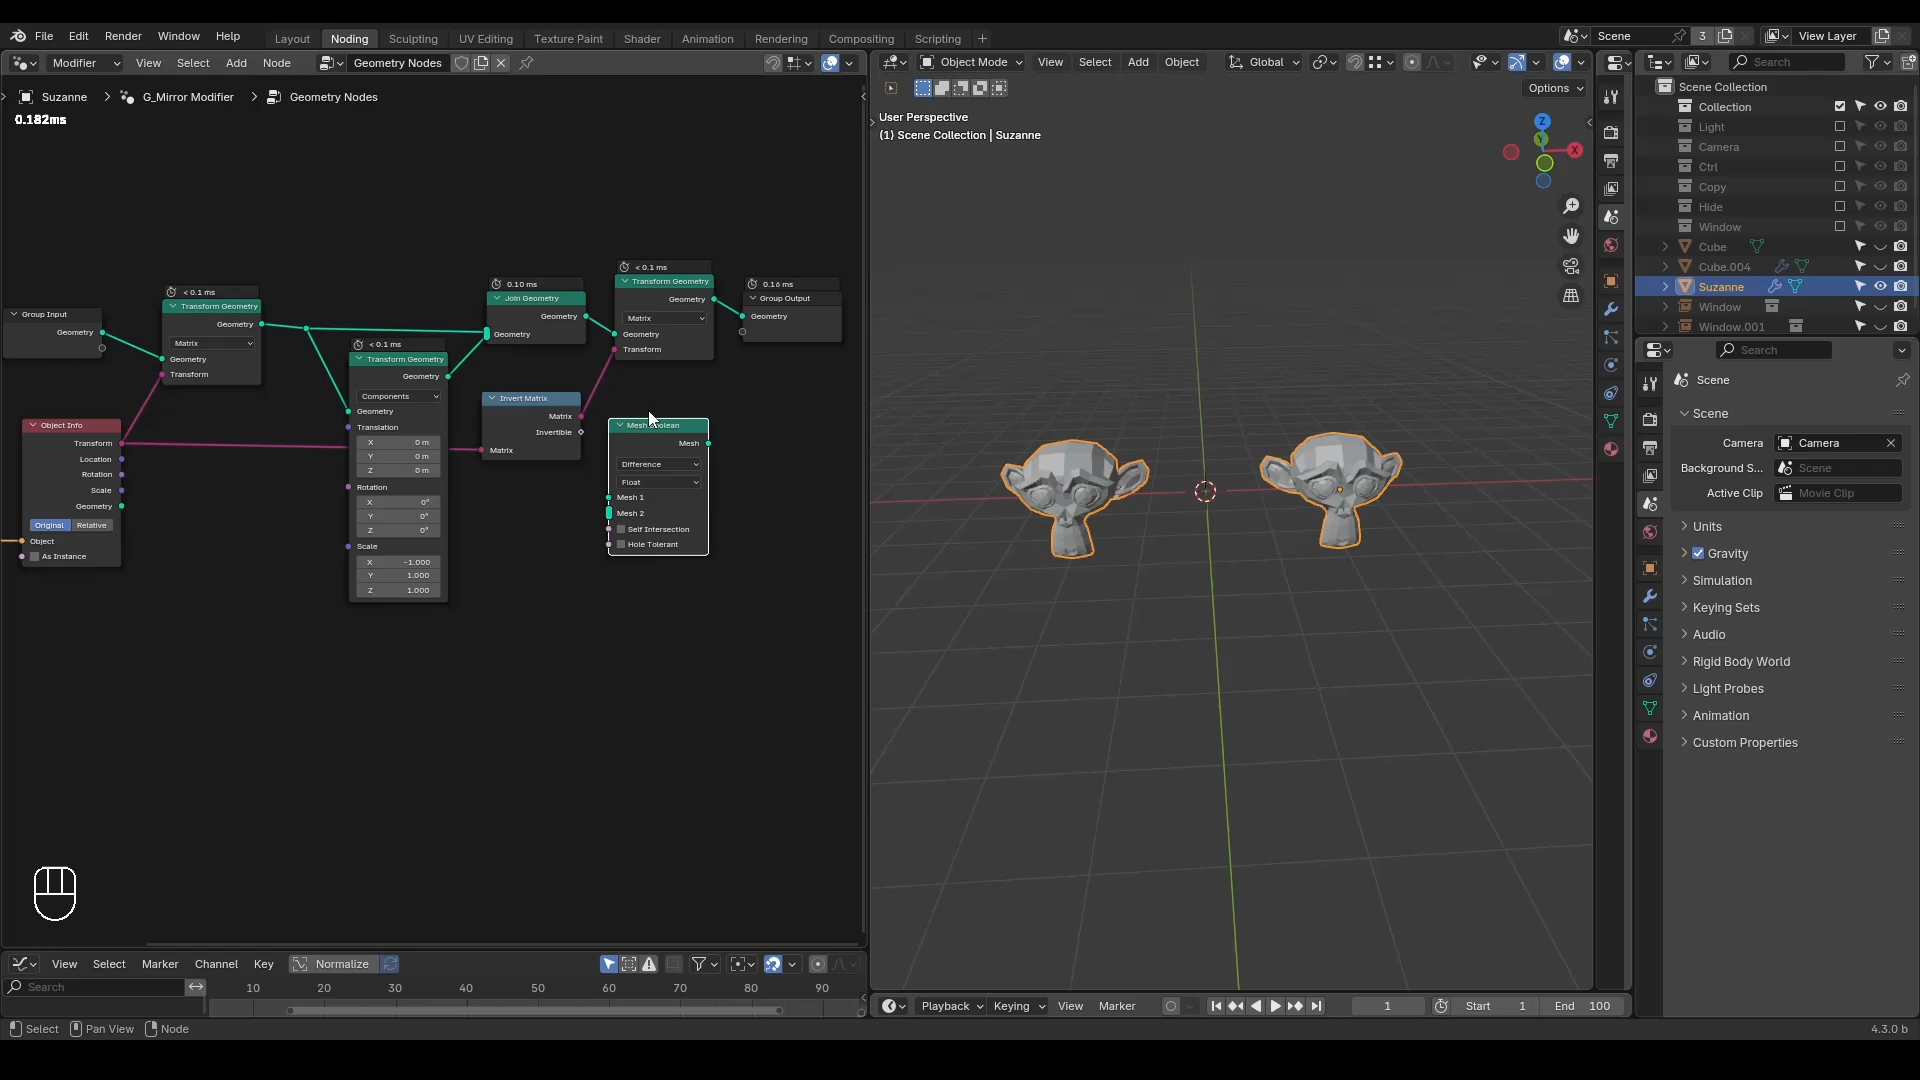 File Edit Render Window Help
Layout Noding Sculpting UV Editing Texture Paint Shader Animation Rendering Compositing Scripting +
Scene 3 View Layer
Modifier View Select Add Node Geometry Nodes
Object Mode View Select Add Object Global
Search
Suzanne > G_Mirror Modifier > Geometry Nodes
0.182ms
Options
User Perspective
(1) Scene Collection | Suzanne
Z
Y
X
Scene Collection
Collection
Light
Camera
Ctrl
Copy
Hide
Window
Cube
Cube.004
Suzanne
Window
Window.001
Group Input
Geometry
< 0.1 ms
Transform Geometry
Geometry
Matrix
Geometry
Transform
Object Info
Transform
Location
Rotation
Scale
Geometry
Original Relative
Object
As Instance
< 0.1 ms
Transform Geometry
Geometry
Components
Geometry
Translation
X 0 m
Y 0 m
Z 0 m
Rotation
X 0°
Y 0°
Z 0°
Scale
X -1.000
Y 1.000
Z 1.000
0.10 ms
Join Geometry
Geometry
Geometry
Invert Matrix
Matrix
Invertible
Matrix
< 0.1 ms
Transform Geometry
Geometry
Matrix
Geometry
Transform
0.16 ms
Group Output
Geometry
Mesh
Difference
Float
Mesh 1
Mesh 2
Self Intersection
Hole Tolerant
Search
Scene
Scene
Camera Camera
Background S... Scene
Active Clip Movie Clip
Units
Gravity
Simulation
Keying Sets
Audio
Rigid Body World
Light Probes
Animation
Custom Properties
View Select Marker Channel Key Normalize
Search
10 20 30 40 50 60 70 80 90
Playback Keying View Marker 1 Start 1 End 100
Select Pan View Node
4.3.0 b